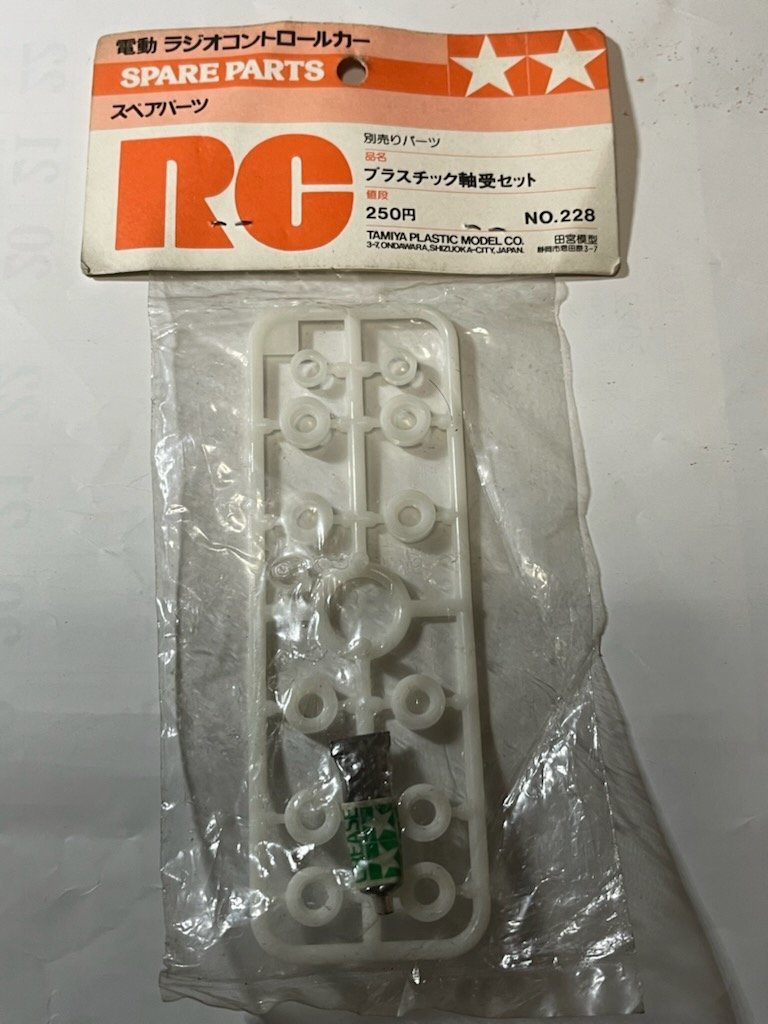 電動 ラジオコントロールカー
SPARE PARTS
スペアパーツ
RC
別売りパーツ
品名
プラスチック軸受セット
値段
250円
NO.228
TAMIYA PLASTIC MODEL CO.
3-7, ONDAWARA, SHIZUOKA-CITY, JAPAN.
田宮模型
静岡市恩田原3-7
GREASE